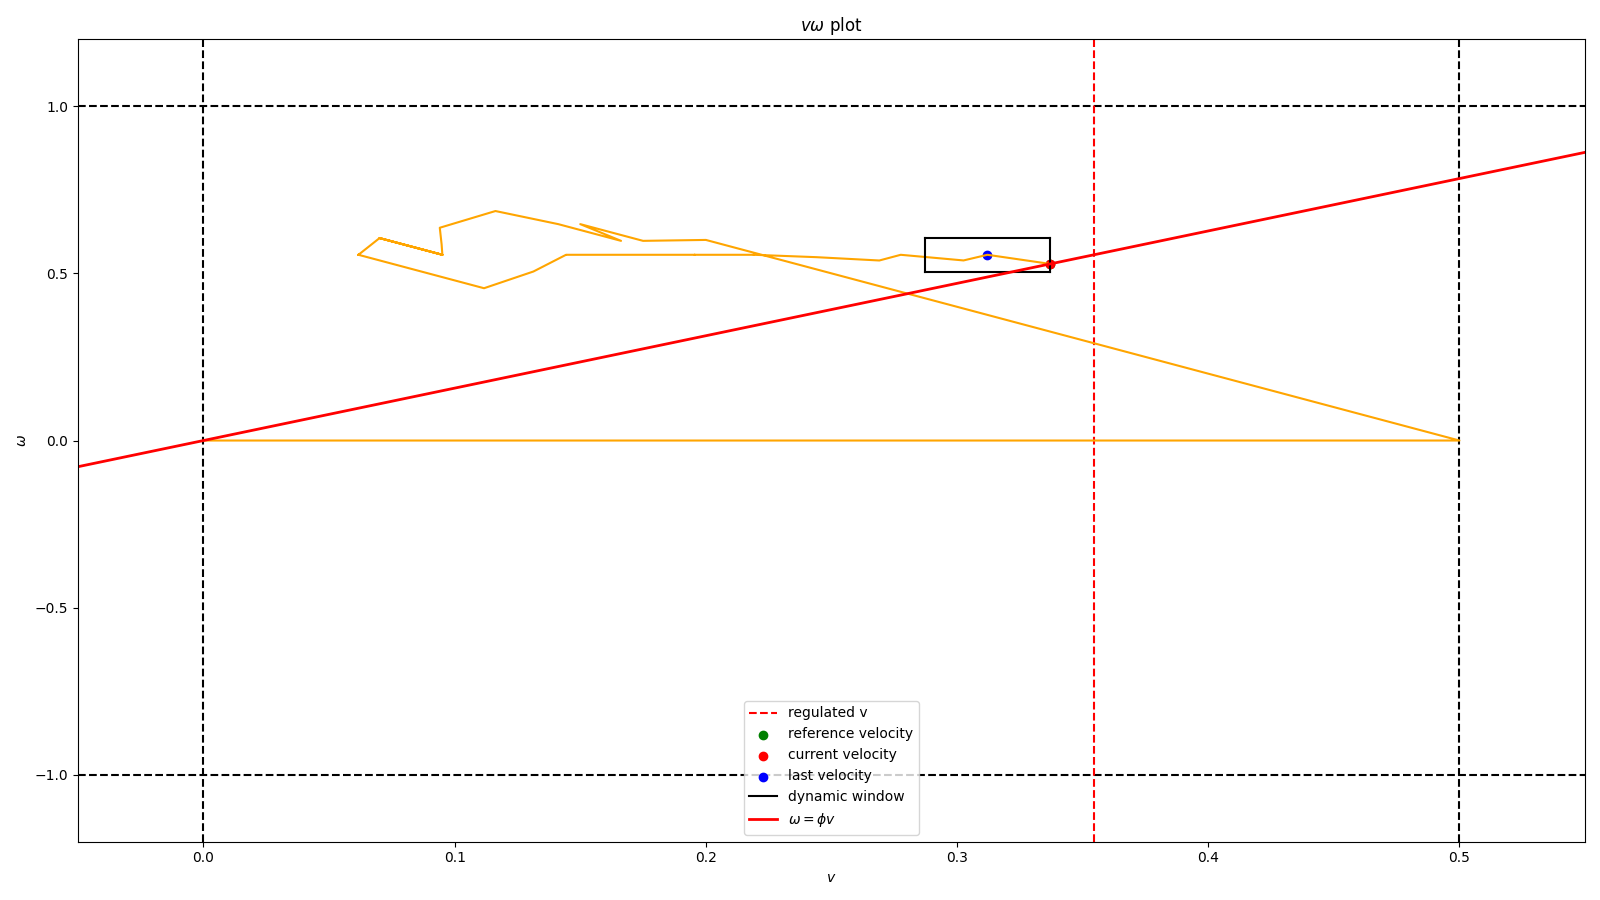 vω plot
1.0
0.5
0.0
−0.5
−1.0
ω
0.0
0.1
0.2
0.3
0.4
0.5
v
regulated v
reference velocity
current velocity
last velocity
dynamic window
ω = ϕv